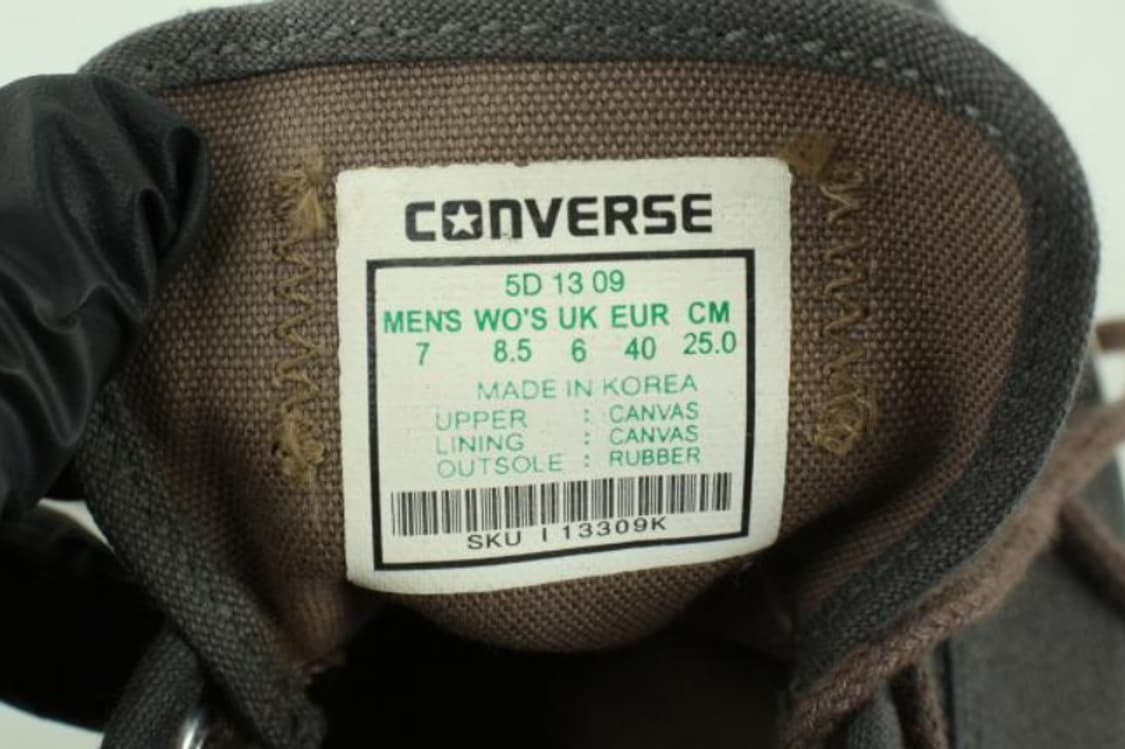 CONVERSE
5D 13 09
MEN'S WO'S UK EUR CM
7 8.5 6 40 25.0
MADE IN KOREA
UPPER : CANVAS
LINING : CANVAS
OUTSOLE : RUBBER
SKU I 13309K